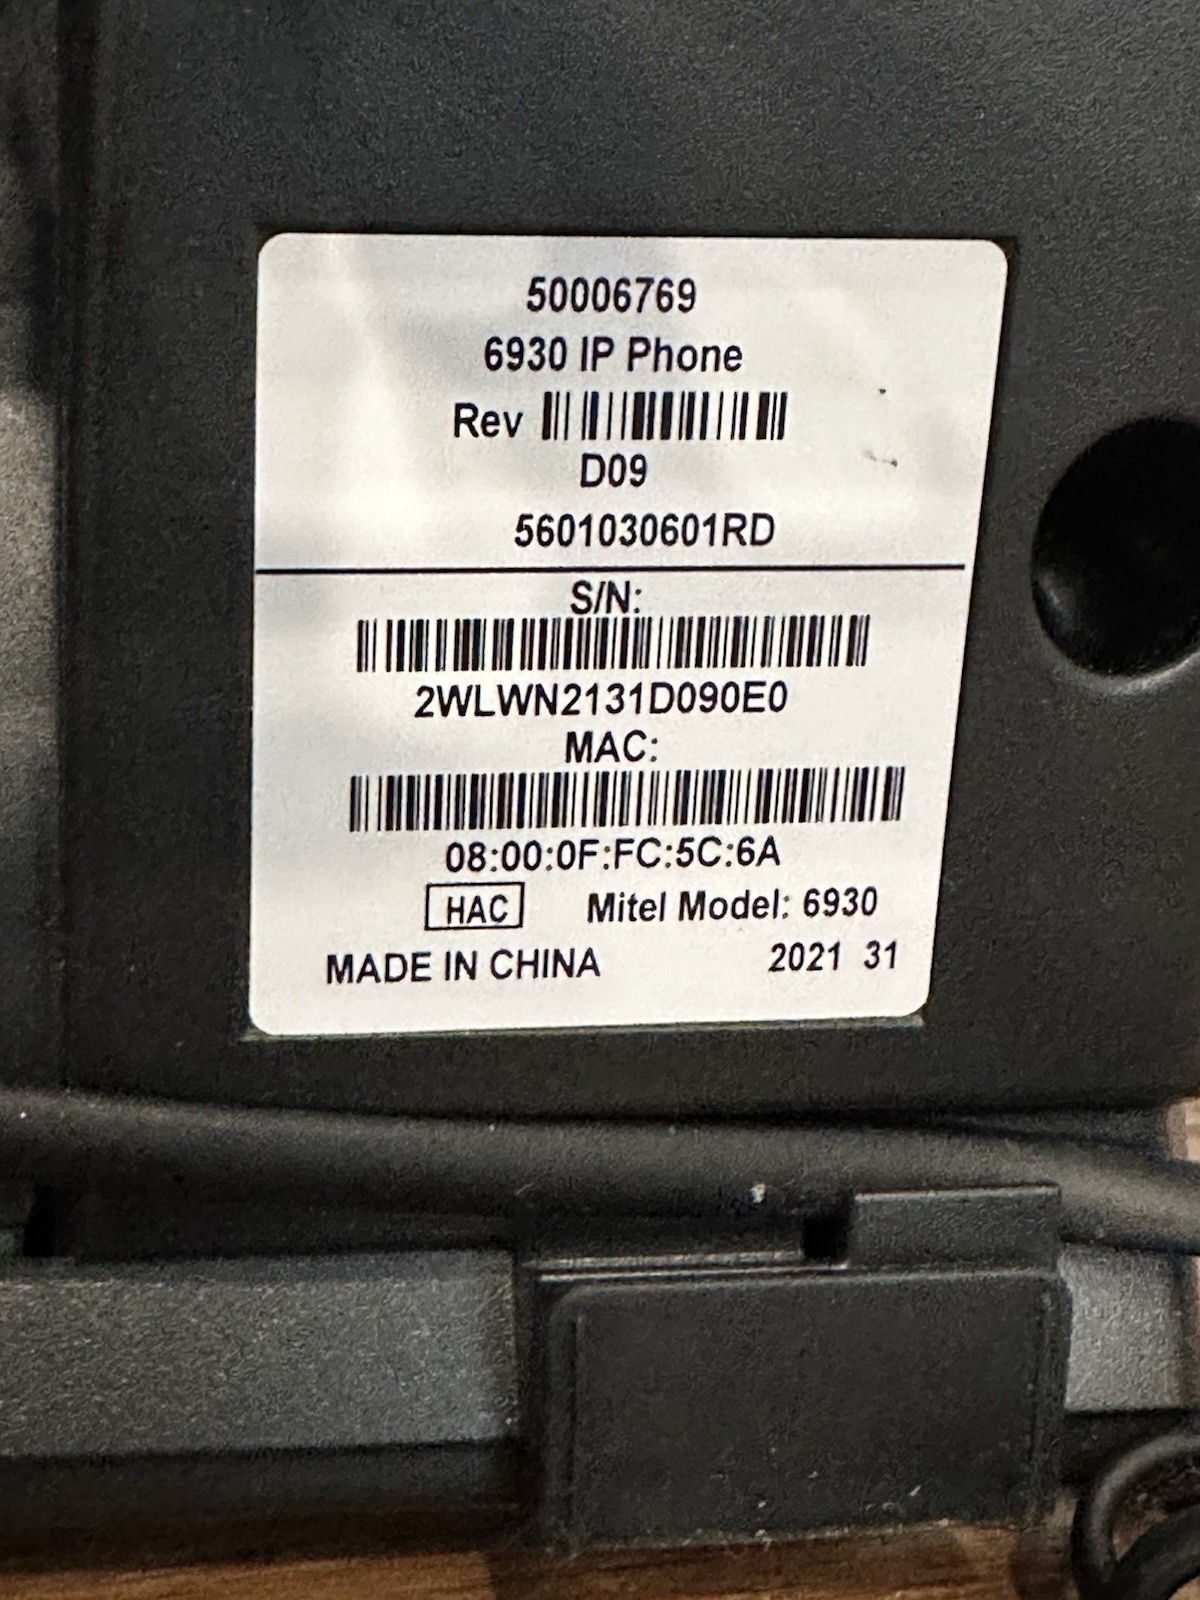 50006769
6930 IP Phone
Rev
D09
5601030601RD
S/N:
2WLWN2131D090E0
MAC:
08:00:0F:FC:5C:6A
HAC Mitel Model: 6930
MADE IN CHINA 2021 31